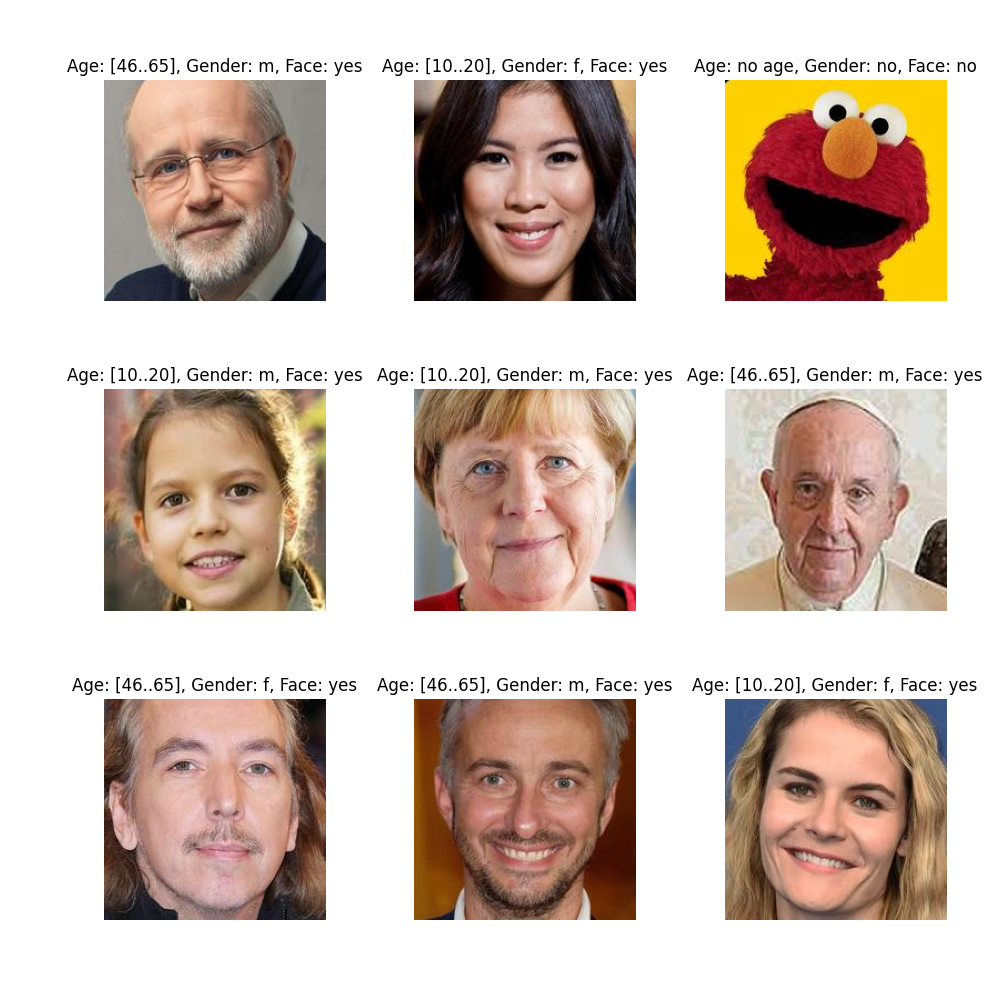 Age: [46..65], Gender: m, Face: yes
Age: [10..20], Gender: f, Face: yes
Age: no age, Gender: no, Face: no
Age: [10..20], Gender: m, Face: yes
Age: [10..20], Gender: m, Face: yes
Age: [46..65], Gender: m, Face: yes
Age: [46..65], Gender: f, Face: yes
Age: [46..65], Gender: m, Face: yes
Age: [10..20], Gender: f, Face: yes